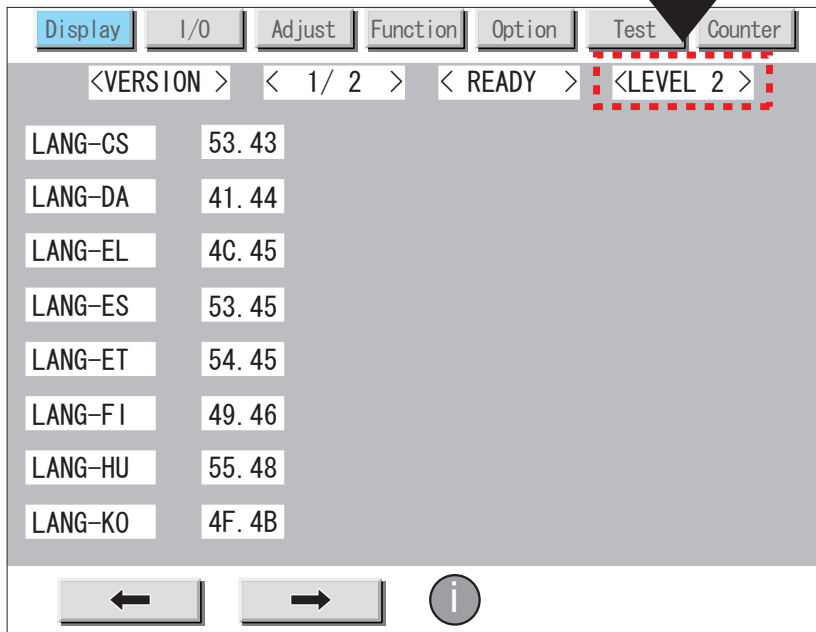 Display I/O Adjust Function Option Test Counter
<VERSION > < 1/ 2 > < READY > <LEVEL 2 >
LANG-CS 53.43
LANG-DA 41.44
LANG-EL 4C.45
LANG-ES 53.45
LANG-ET 54.45
LANG-FI 49.46
LANG-HU 55.48
LANG-KO 4F.4B
i